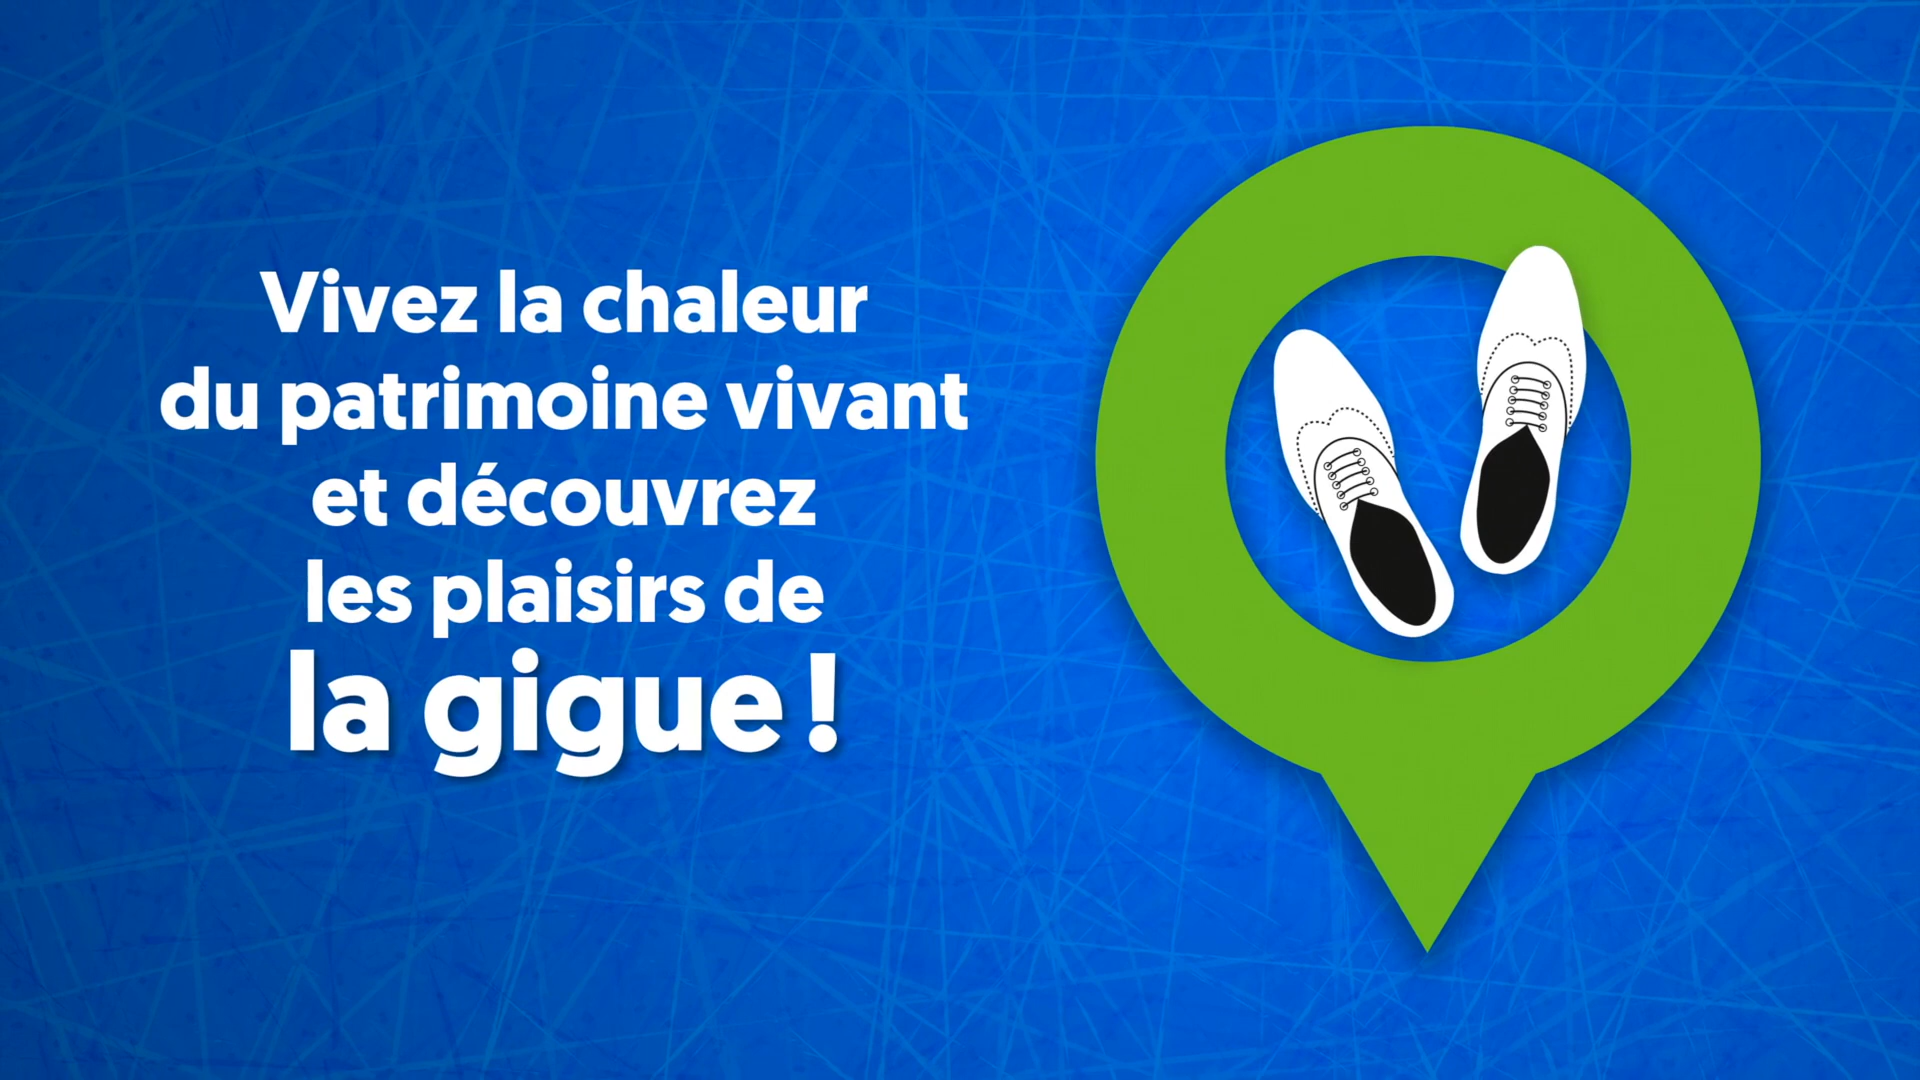 Vivez la chaleur
du patrimoine vivant
et découvrez
les plaisirs de
la gigue !